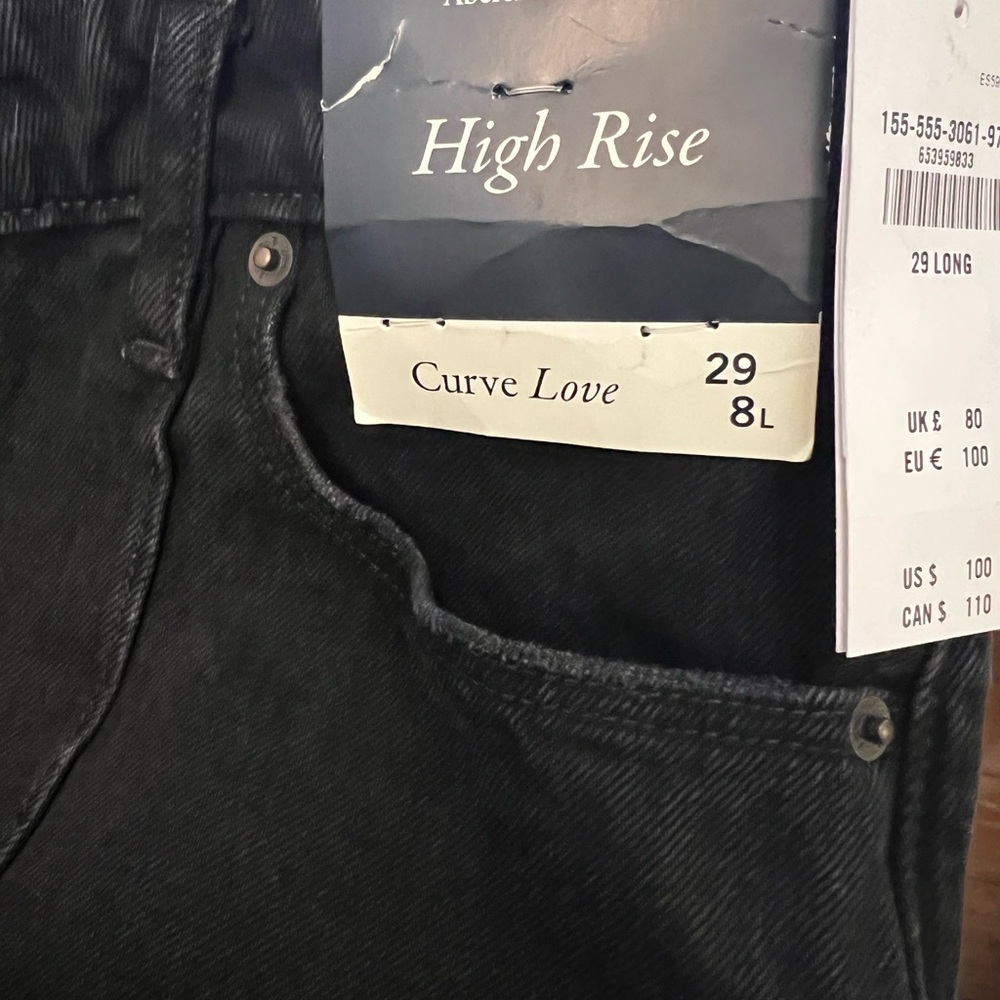 High Rise
Curve Love
29
8L
155-555-3061-97
653959833
29 LONG
UK £ 80
EU € 100
US $ 100
CAN $ 110